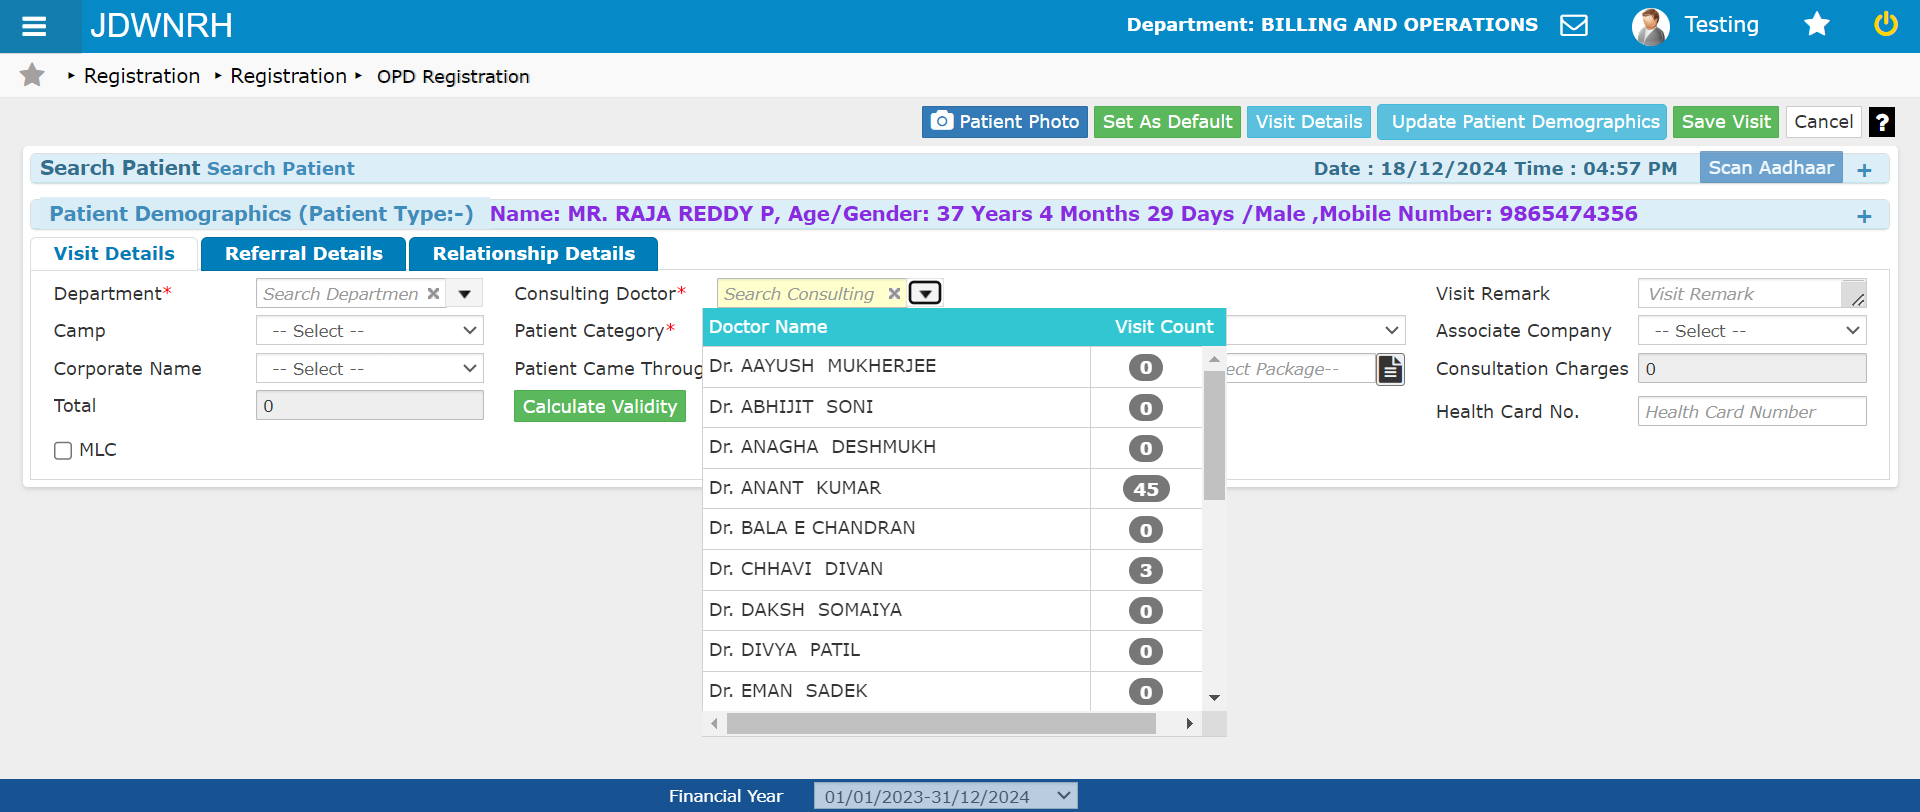 JDWNRH Department: BILLING AND OPERATIONS Testing
Registration Registration OPD Registration
Patient Photo Set As Default Visit Details Update Patient Demographics Save Visit Cancel ?
Search Patient Search Patient Date : 18/12/2024 Time : 04:57 PM Scan Aadhaar +
Patient Demographics (Patient Type:-) Name: MR. RAJA REDDY P, Age/Gender: 37 Years 4 Months 29 Days /Male ,Mobile Number: 9865474356 +
Visit Details Referral Details Relationship Details
Department* Search Departmen Consulting Doctor* Search Consulting Visit Remark Visit Remark
Camp -- Select -- Patient Category* Associate Company -- Select --
Corporate Name -- Select -- Patient Came Throug ect Package-- Consultation Charges 0
Total 0 Calculate Validity Health Card No. Health Card Number
MLC
Doctor Name Visit Count
Dr. AAYUSH MUKHERJEE 0
Dr. ABHIJIT SONI 0
Dr. ANAGHA DESHMUKH 0
Dr. ANANT KUMAR 45
Dr. BALA E CHANDRAN 0
Dr. CHHAVI DIVAN 3
Dr. DAKSH SOMAIYA 0
Dr. DIVYA PATIL 0
Dr. EMAN SADEK 0
Financial Year 01/01/2023-31/12/2024